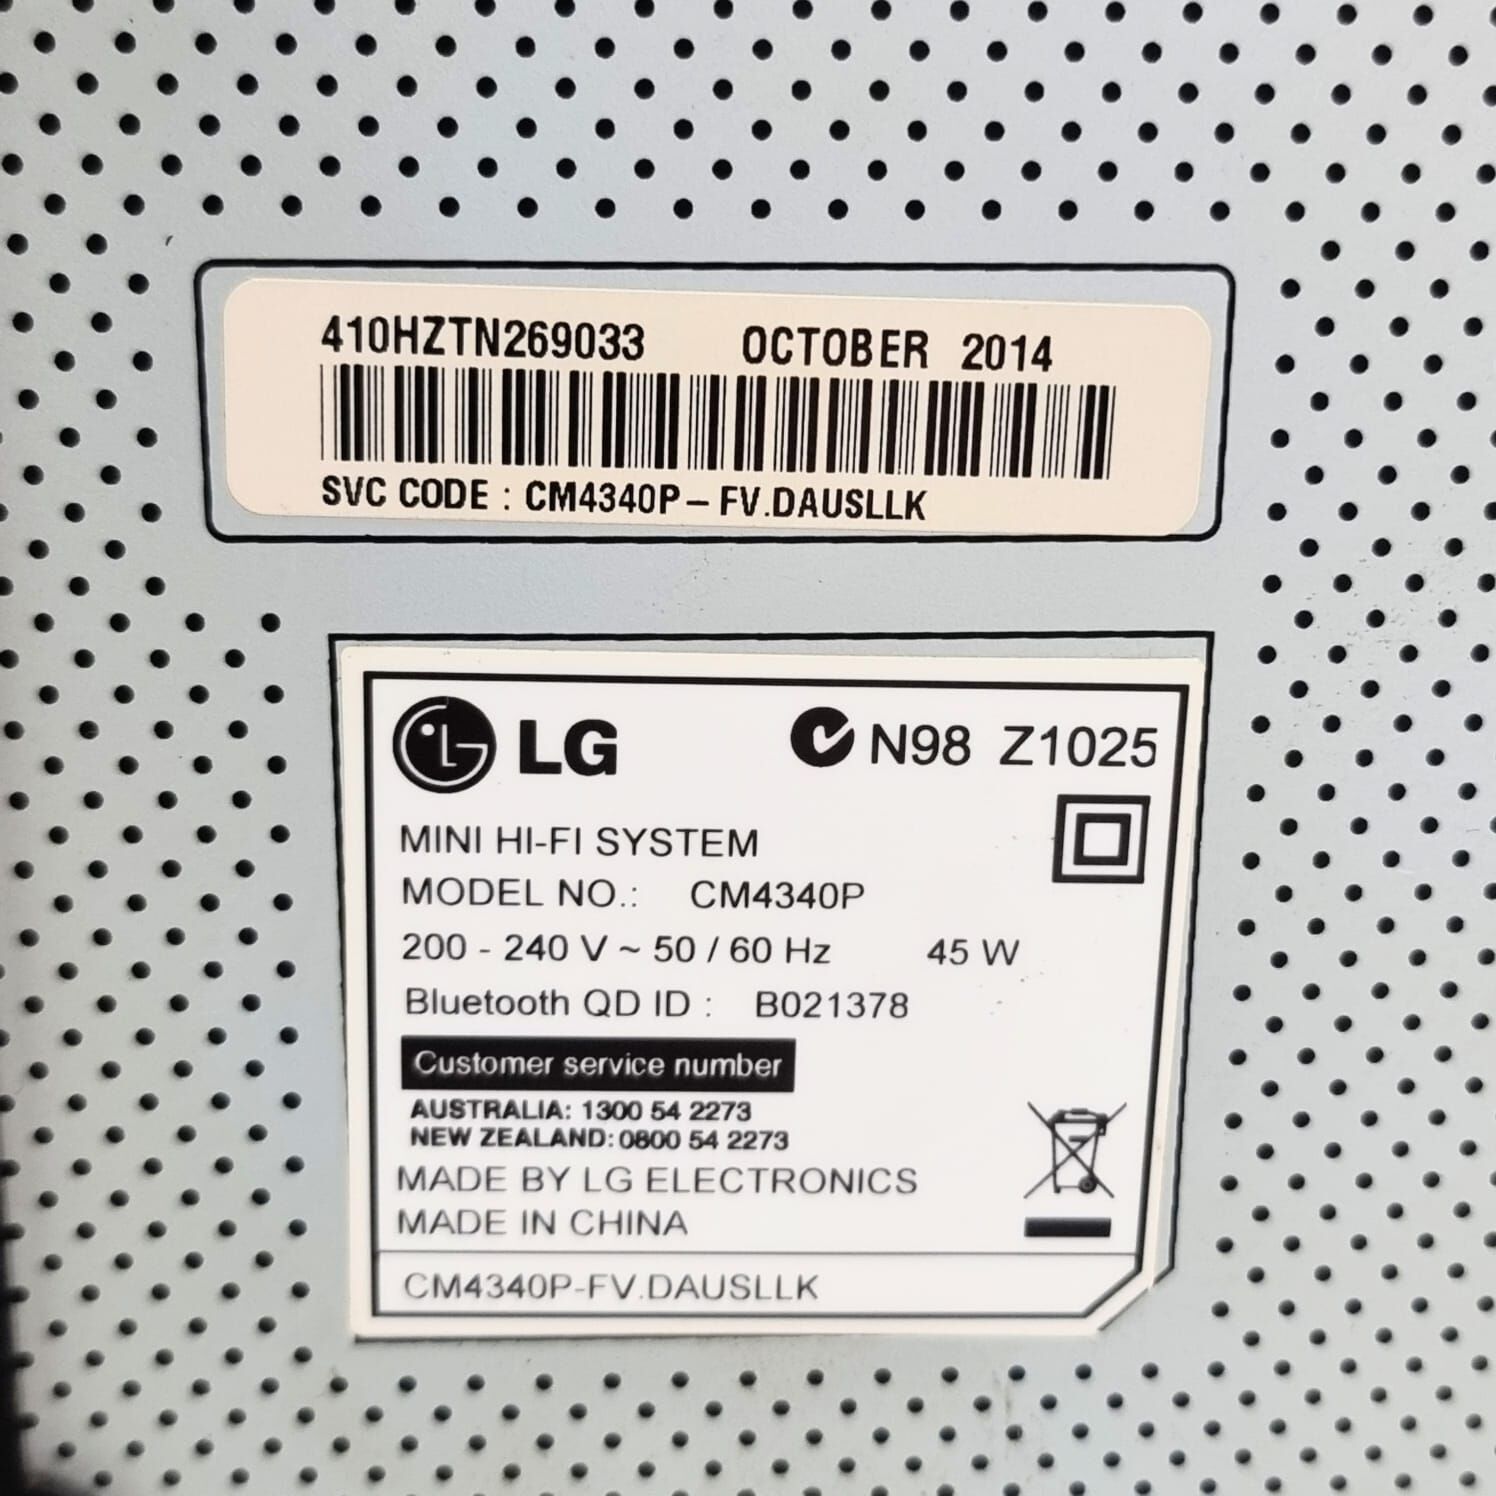 410HZTN269033 OCTOBER 2014
SVC CODE : CM4340P-FV.DAUSLLK
LG N98 Z1025
MINI HI-FI SYSTEM
MODEL NO.: CM4340P
200 - 240 V ~ 50 / 60 Hz 45 W
Bluetooth QD ID : B021378
Customer service number
AUSTRALIA: 1300 54 2273
NEW ZEALAND: 0800 54 2273
MADE BY LG ELECTRONICS
MADE IN CHINA
CM4340P-FV.DAUSLLK